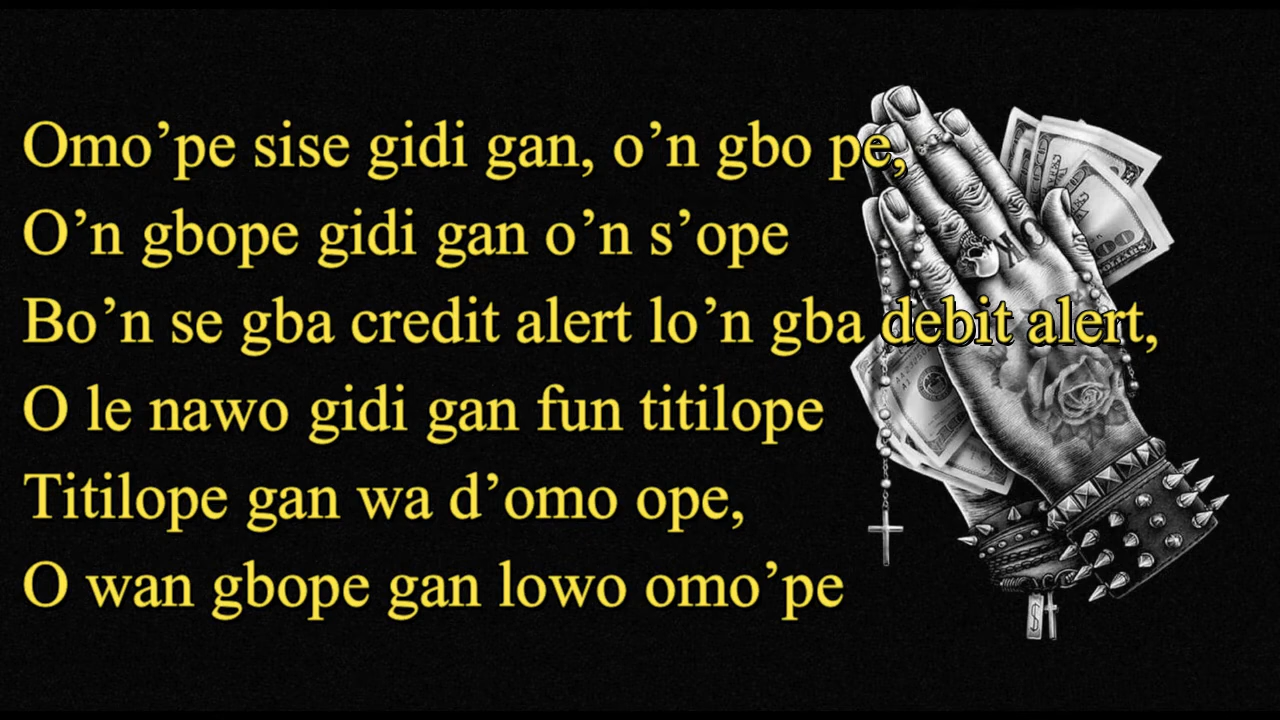 Omo’pe sise gidi gan, o’n gbo pe,
O’n gbope gidi gan o’n s’ope
Bo’n se gba credit alert lo’n gba debit alert,
O le nawo gidi gan fun titilope
Titilope gan wa d’omo ope,
O wan gbope gan lowo omo’pe